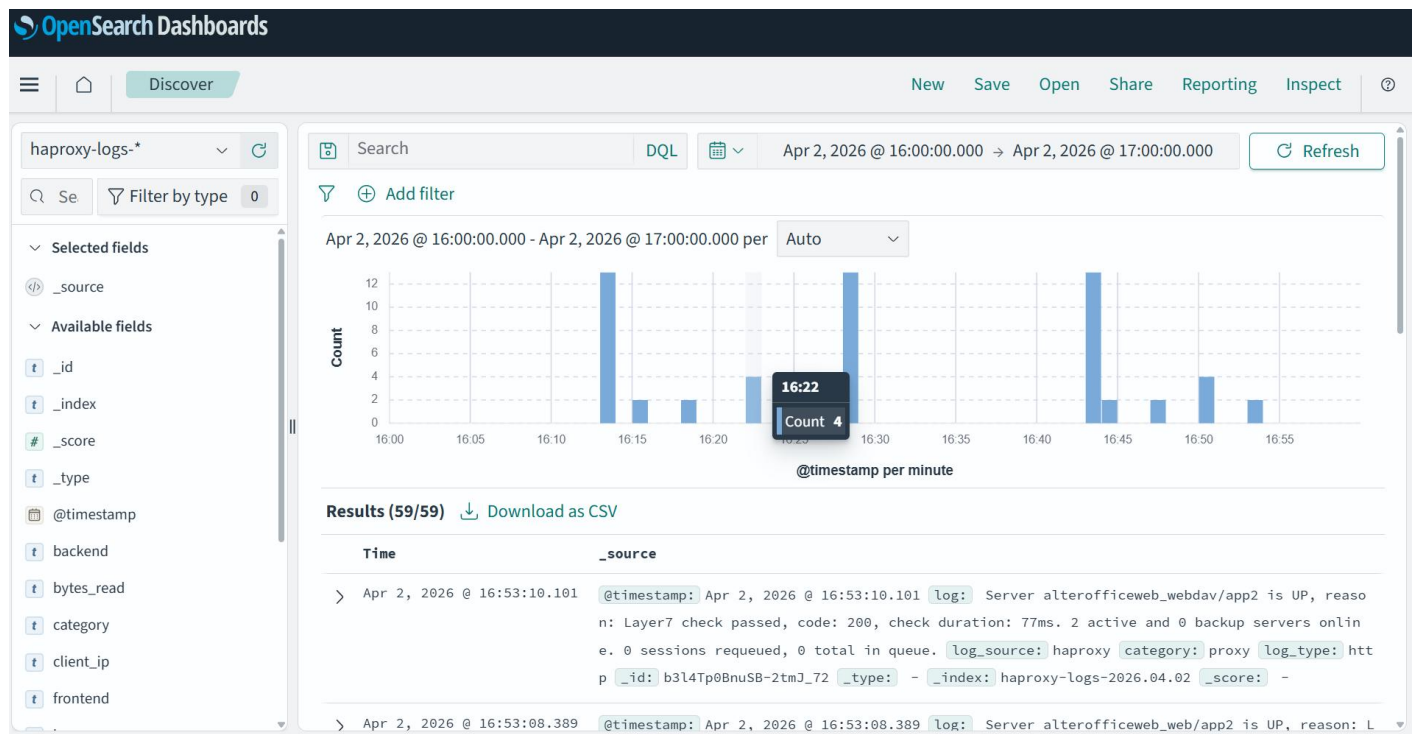 OpenSearch Dashboards
Discover
New Save Open Share Reporting Inspect
haproxy-logs-*
Search DQL
Apr 2, 2026 @ 16:00:00.000 → Apr 2, 2026 @ 17:00:00.000
Refresh
Se
Filter by type 0
Add filter
Selected fields
_source
Available fields
t _id
t _index
# _score
t _type
@timestamp
t backend
t bytes_read
t category
t client_ip
t frontend
Apr 2, 2026 @ 16:00:00.000 - Apr 2, 2026 @ 17:00:00.000 per Auto
Count
12
10
8
6
4
2
0
16:22
Count 4
16:00 16:05 16:10 16:15 16:20 16:25 16:30 16:35 16:40 16:45 16:50 16:55
@timestamp per minute
Results (59/59) Download as CSV
Time _source
Apr 2, 2026 @ 16:53:10.101 @timestamp: Apr 2, 2026 @ 16:53:10.101 log: Server alterofficeweb_webdav/app2 is UP, reaso
n: Layer7 check passed, code: 200, check duration: 77ms. 2 active and 0 backup servers onlin
e. 0 sessions requeued, 0 total in queue. log_source: haproxy category: proxy log_type: htt
p _id: b3l4Tp0BnuSB-2tmJ_72 _type: - _index: haproxy-logs-2026.04.02 _score: -
Apr 2, 2026 @ 16:53:08.389 @timestamp: Apr 2, 2026 @ 16:53:08.389 log: Server alterofficeweb_web/app2 is UP, reason: L